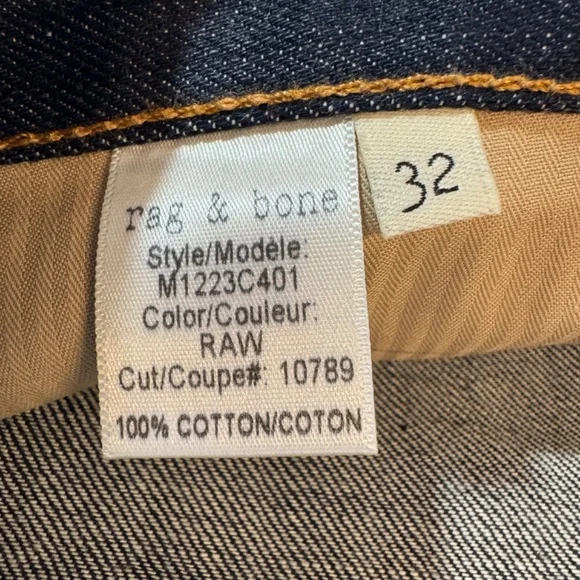 rag & bone
32
Style/Modèle:
M1223C401
Color/Couleur:
RAW
Cut/Coupe#: 10789
100% COTTON/COTON